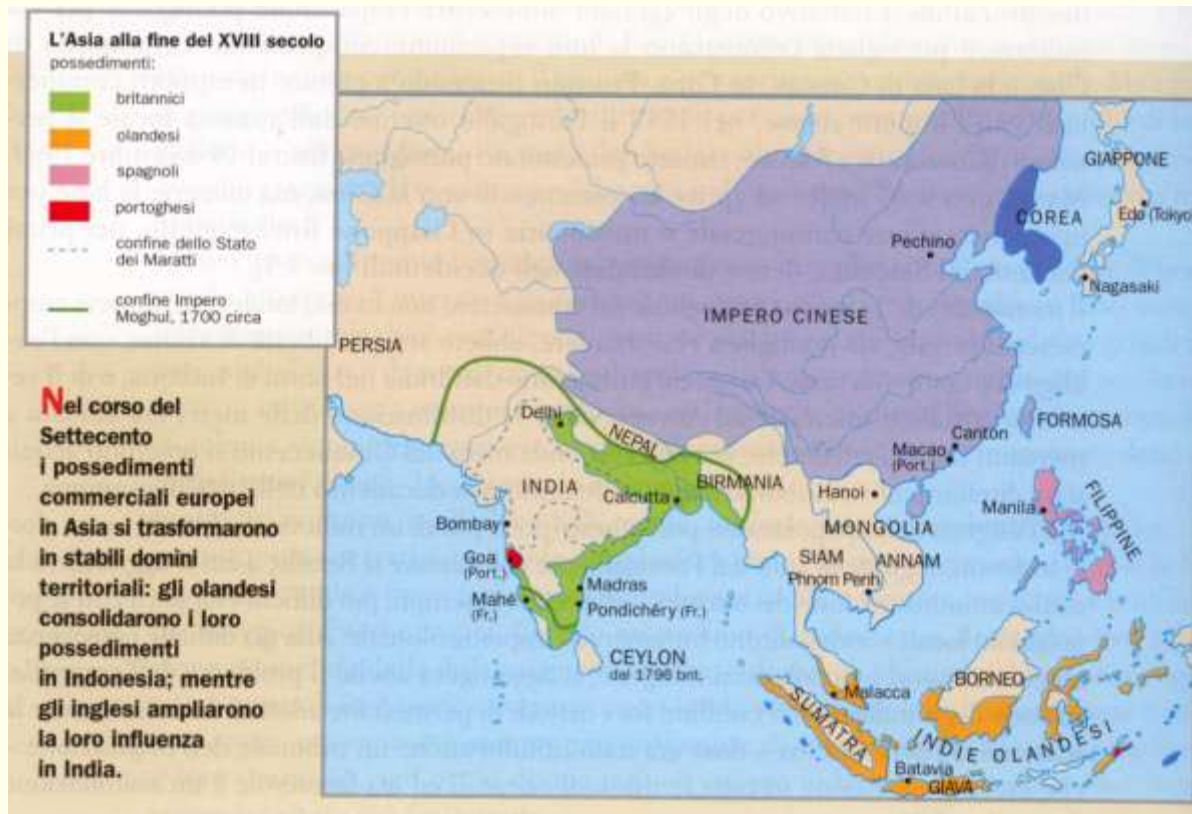 L'Asia alla fine del XVIII secolo
possedimenti:
britannici
olandesi
spagnoli
portoghesi
confine dello Stato
dei Maratti
confine Impero
Moghul, 1700 circa
Nel corso del
Settecento
i possedimenti
commerciali europei
in Asia si trasformarono
in stabili domini
territoriali: gli olandesi
consolidarono i loro
possedimenti
in Indonesia; mentre
gli inglesi ampliarono
la loro influenza
in India.
GIAPPONE
COREA
Edo (Tokyo)
Pechino
Nagasaki
IMPERO CINESE
PERSIA
FORMOSA
Delhi
NEPAL
Canton
Macao
(Port.)
INDIA
BIRMANIA
Calcutta
Hanoi
Manila
FILIPPINE
Bombay
MONGOLIA
Goa
(Port.)
SIAM
ANNAM
Phnom Penh
Madras
Mahé
(Fr.)
Pondichéry (Fr.)
CEYLON
dal 1796 brit.
BORNEO
Malacca
SUMATRA
INDIE OLANDESI
Batavia
GIAVA